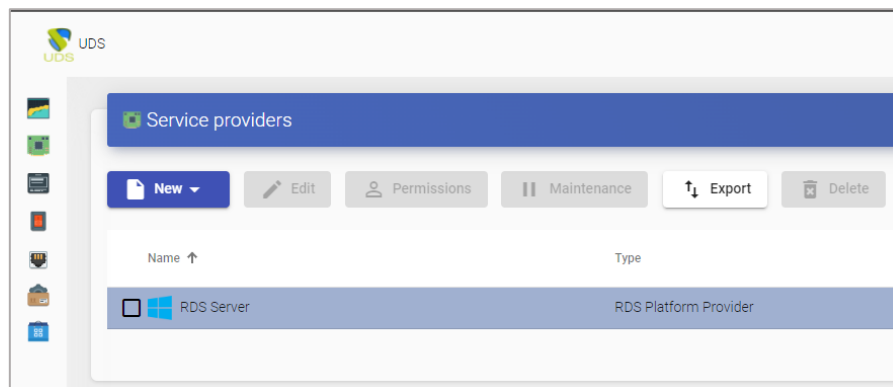 UDS UDS
Service providers
New Edit Permissions Maintenance Export Delete
Name Type
RDS Server RDS Platform Provider